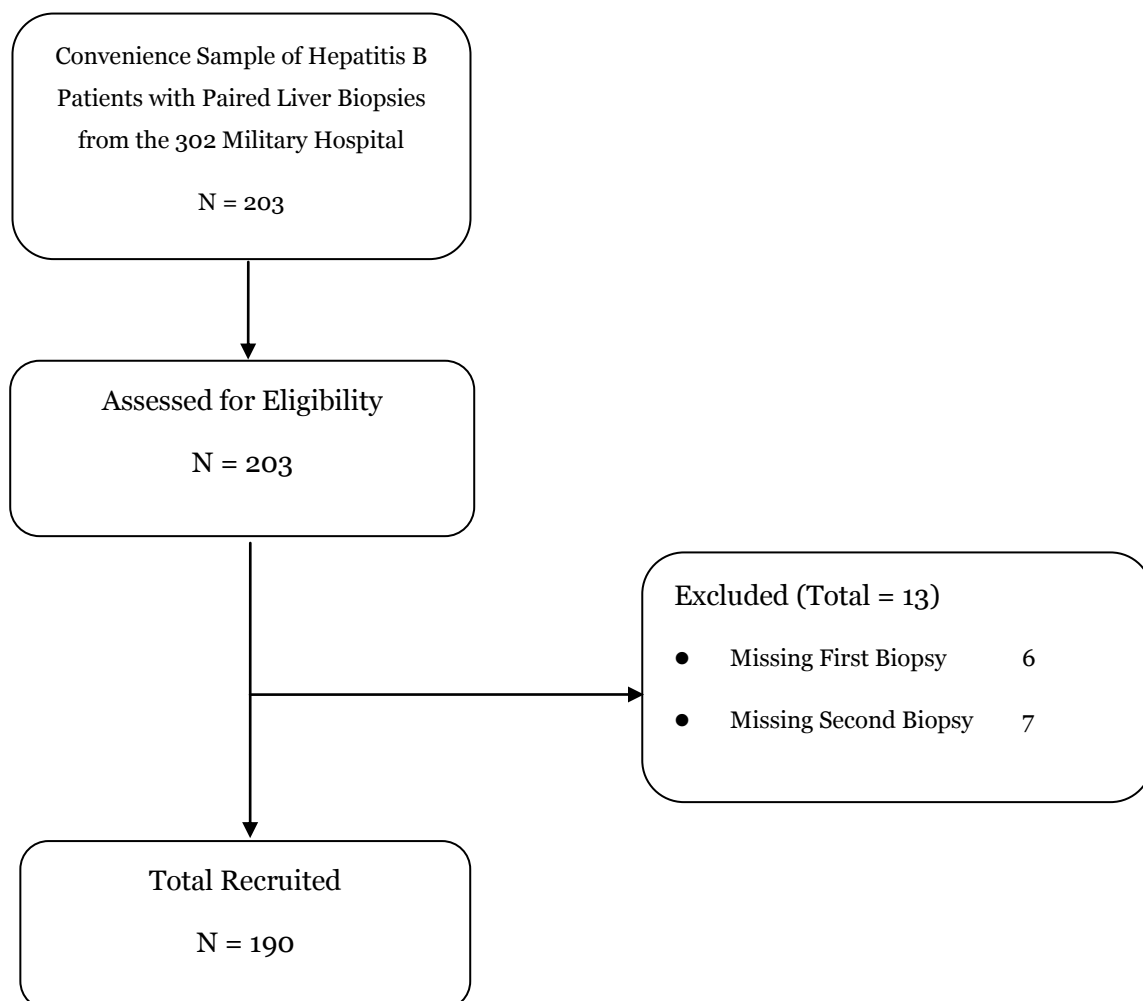 Convenience Sample of Hepatitis B
Patients with Paired Liver Biopsies
from the 302 Military Hospital
N = 203
Assessed for Eligibility
N = 203
Excluded (Total = 13)
● Missing First Biopsy 6
● Missing Second Biopsy 7
Total Recruited
N = 190